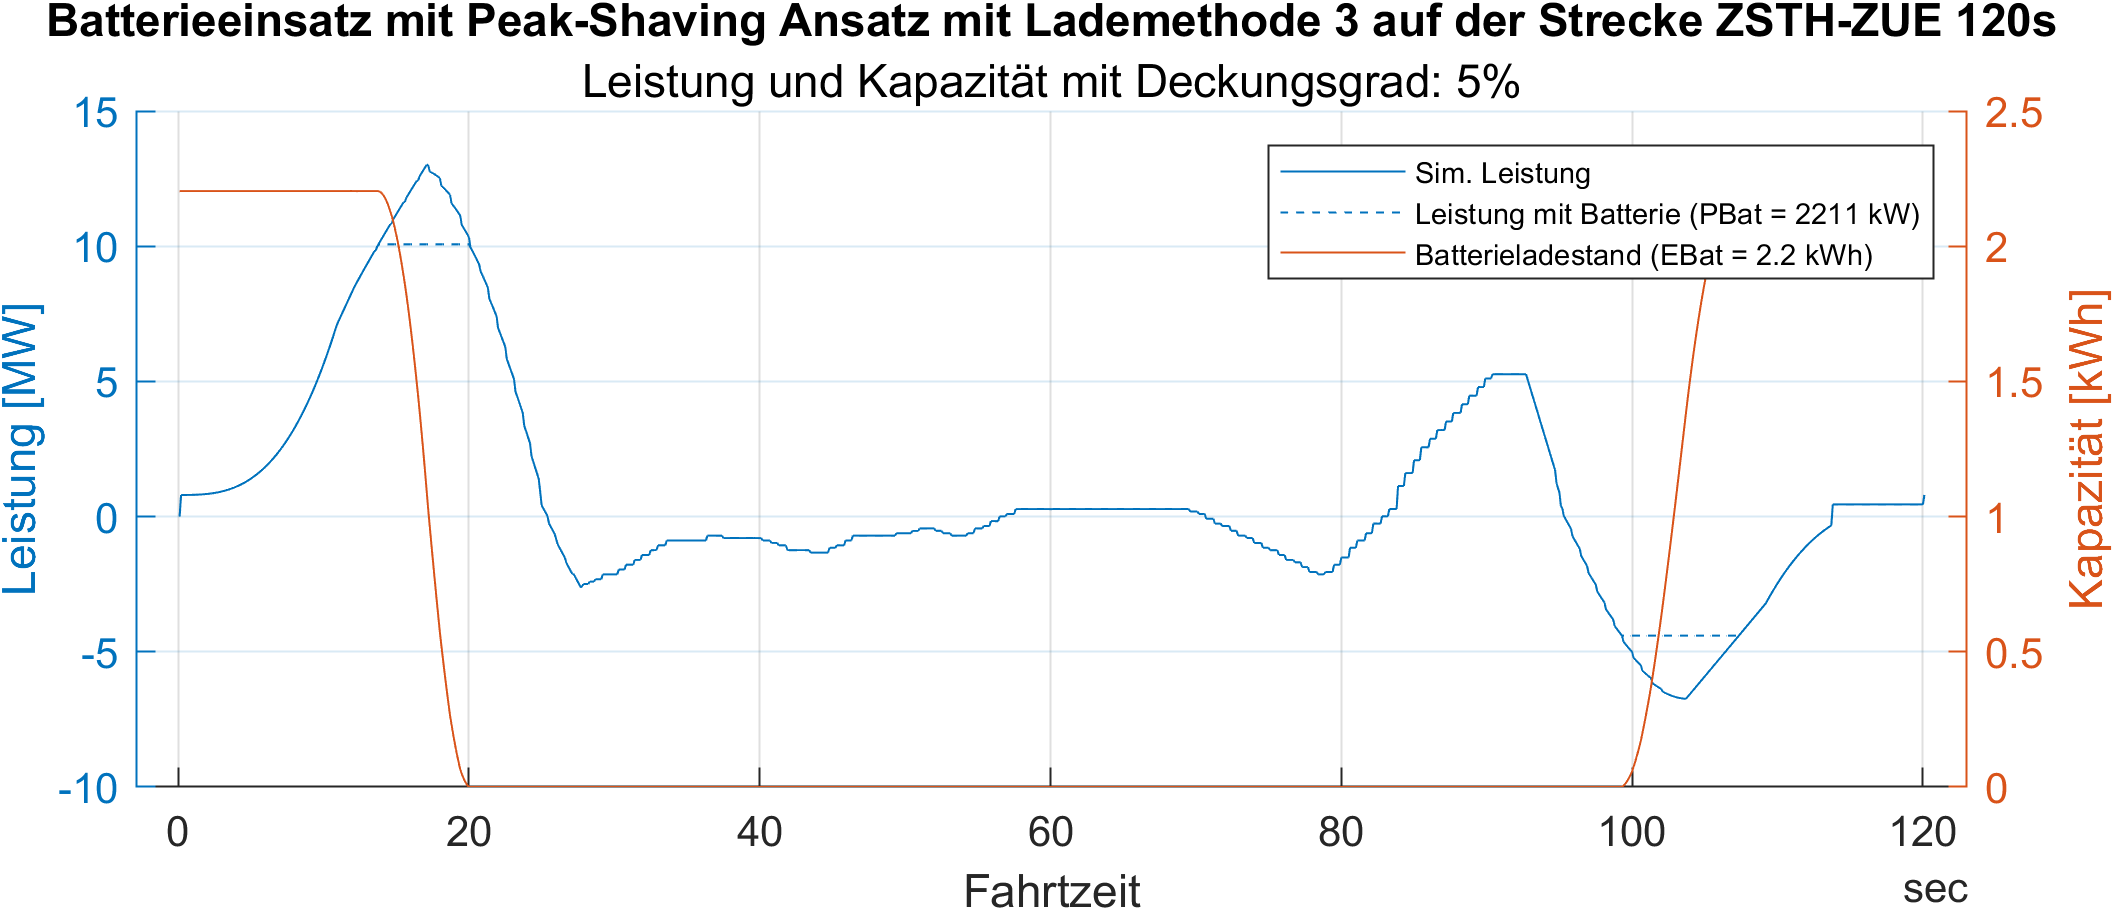 Batterieeinsatz mit Peak-Shaving Ansatz mit Lademethode 3 auf der Strecke ZSTH-ZUE 120s
Leistung und Kapazität mit Deckungsgrad: 5%
15
10
5
0
-5
-10
Leistung [MW]
2.5
2
1.5
1
0.5
0
Kapazität [kWh]
Sim. Leistung
Leistung mit Batterie (PBat = 2211 kW)
Batterieladestand (EBat = 2.2 kWh)
0 20 40 60 80 100 120
Fahrtzeit
sec